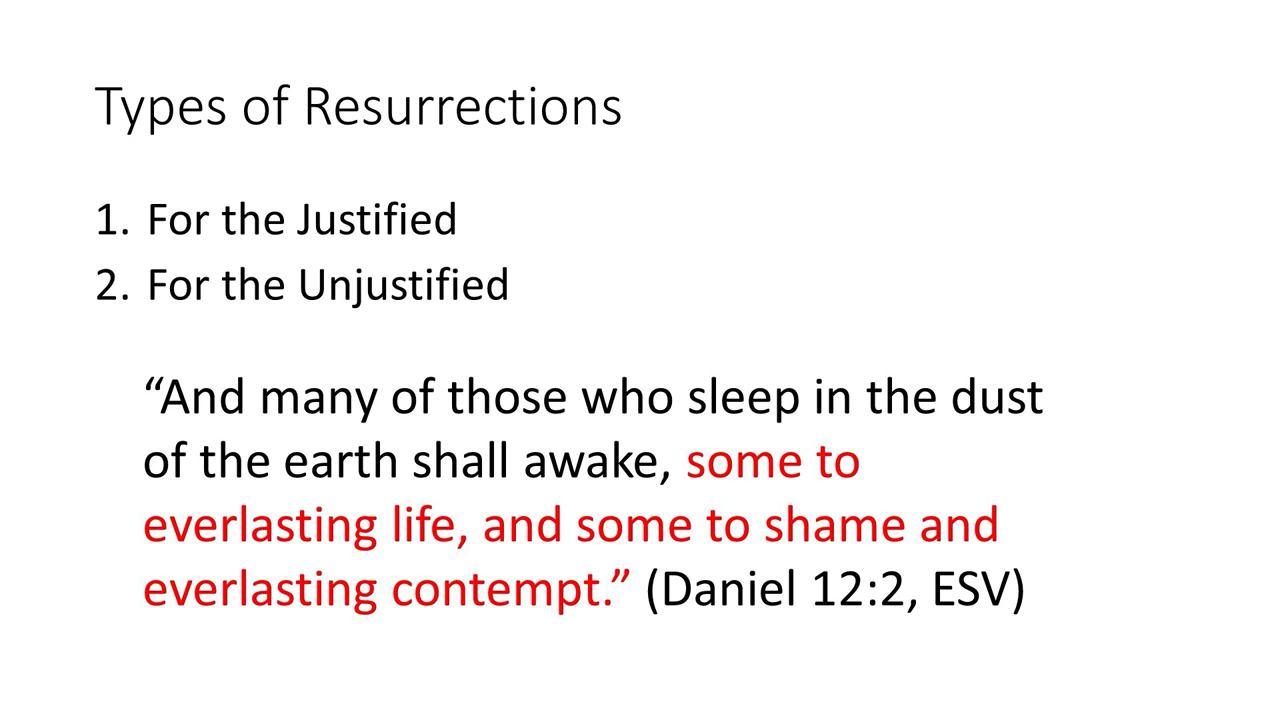 Types of Resurrections
1. For the Justified
2. For the Unjustified
“And many of those who sleep in the dust
of the earth shall awake, some to
everlasting life, and some to shame and
everlasting contempt.” (Daniel 12:2, ESV)